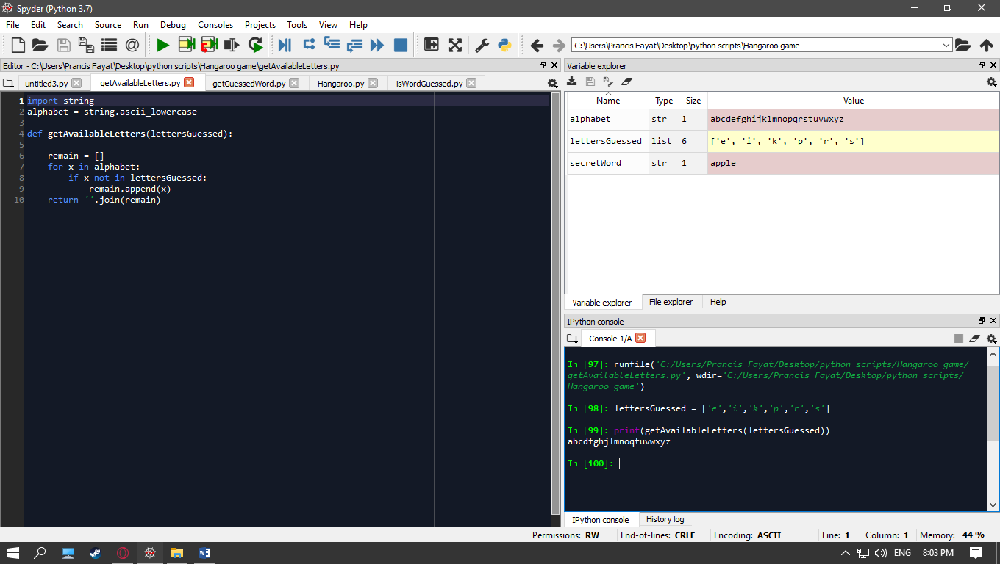 Spyder (Python 3.7)
File Edit Search Source Run Debug Consoles Projects Tools View Help
C:\Users\Prancis Fayat\Desktop\python scripts\Hangaroo game
Editor - C:\Users\Prancis Fayat\Desktop\python scripts\Hangaroo game\getAvailableLetters.py
untitled3.py getAvailableLetters.py getGuessedWord.py Hangaroo.py isWordGuessed.py
1 import string
2 alphabet = string.ascii_lowercase
3
4 def getAvailableLetters(lettersGuessed):
5
6     remain = []
7     for x in alphabet:
8         if x not in lettersGuessed:
9             remain.append(x)
10     return ''.join(remain)
Variable explorer
Name Type Size Value
alphabet str 1 abcdefghijklmnopqrstuvwxyz
lettersGuessed list 6 ['e', 'i', 'k', 'p', 'r', 's']
secretWord str 1 apple
Variable explorer File explorer Help
IPython console
Console 1/A
In [97]: runfile('C:/Users/Prancis Fayat/Desktop/python scripts/Hangaroo game/
getAvailableLetters.py', wdir='C:/Users/Prancis Fayat/Desktop/python scripts/
Hangaroo game')
In [98]: lettersGuessed = ['e','i','k','p','r','s']
In [99]: print(getAvailableLetters(lettersGuessed))
abcdfghjlmnoqtuvwxyz
In [100]:
IPython console History log
Permissions: RW End-of-lines: CRLF Encoding: ASCII Line: 1 Column: 1 Memory: 44 %
ENG 8:03 PM